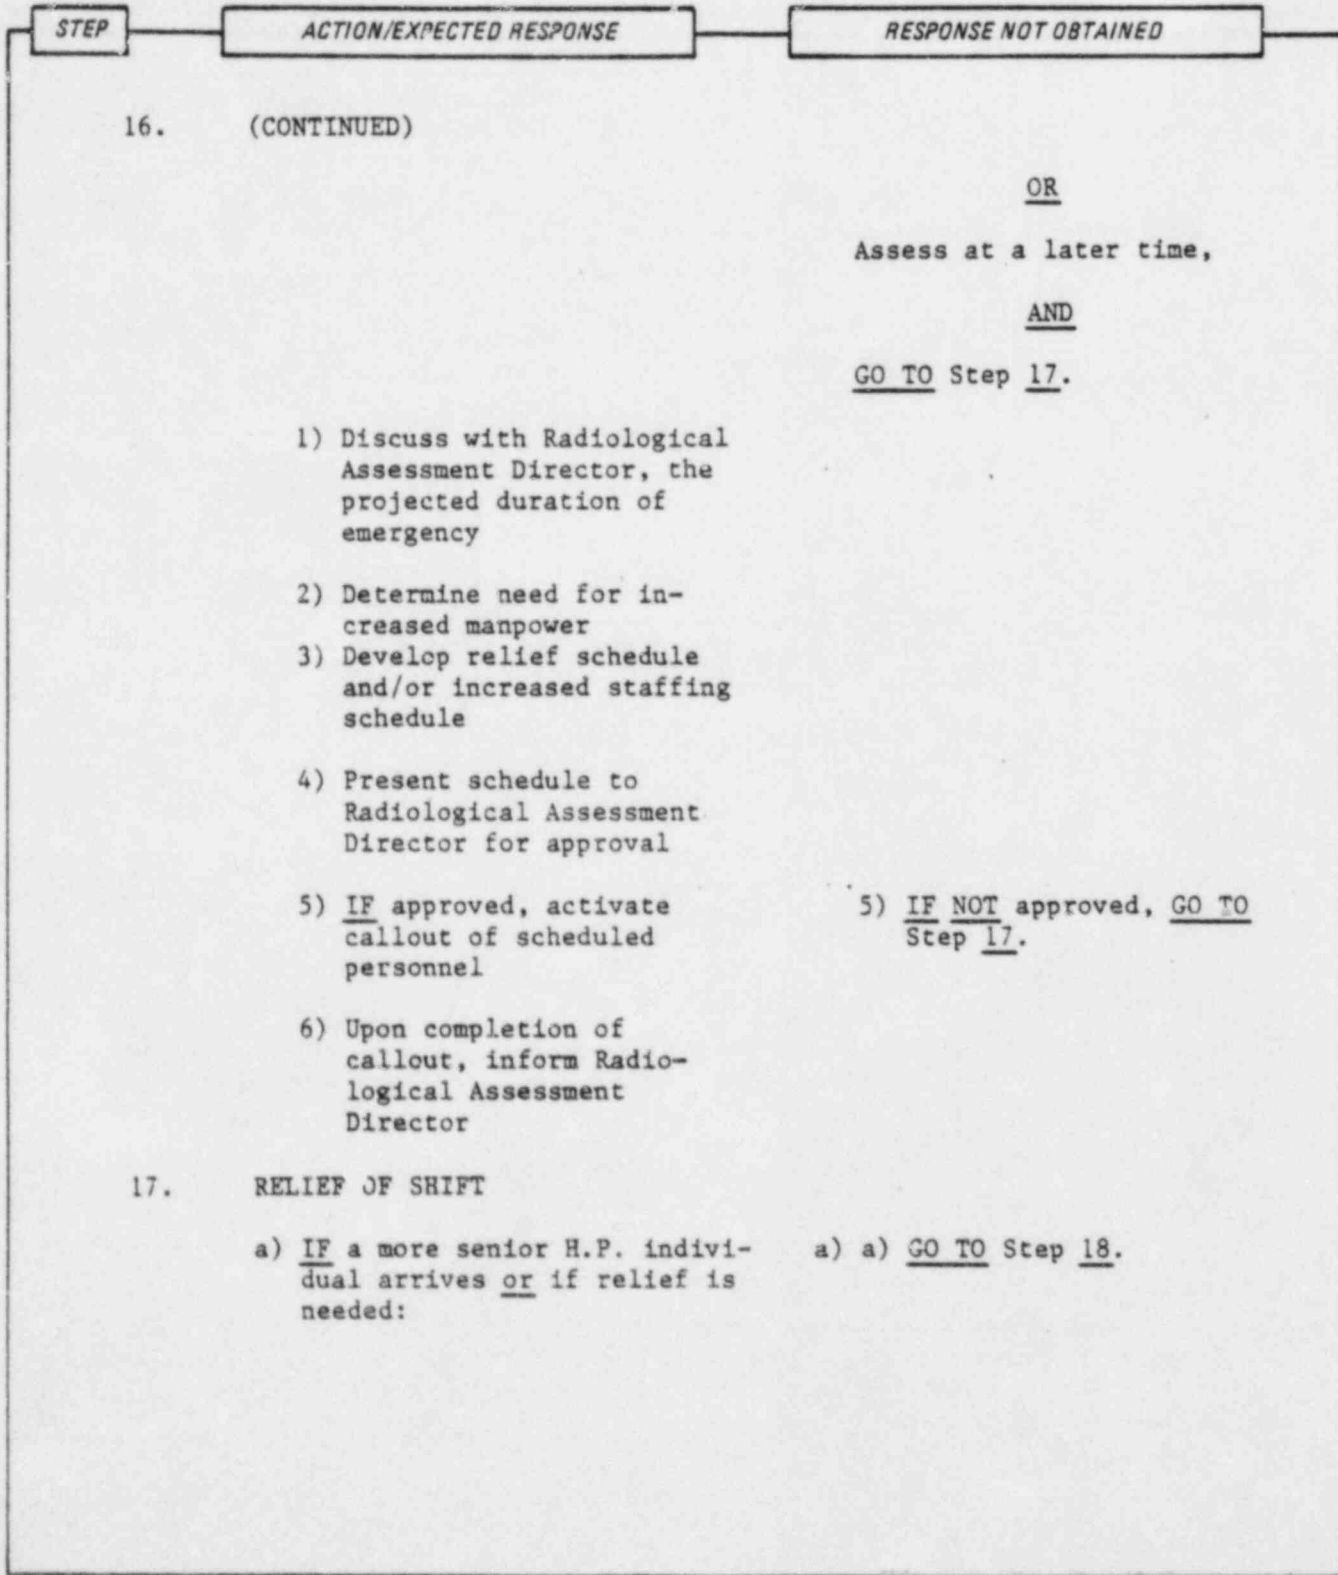 STEP ACTION/EXPECTED RESPONSE RESPONSE NOT OBTAINED
16. (CONTINUED)
OR
Assess at a later time,
AND
GO TO Step 17.
1) Discuss with Radiological
Assessment Director, the
projected duration of
emergency
2) Determine need for in-
creased manpower
3) Develop relief schedule
and/or increased staffing
schedule
4) Present schedule to
Radiological Assessment
Director for approval
5) IF approved, activate
callout of scheduled
personnel
5) IF NOT approved, GO TO
Step 17.
6) Upon completion of
callout, inform Radio-
logical Assessment
Director
17. RELIEF OF SHIFT
a) IF a more senior H.P. indivi-
dual arrives or if relief is
needed:
a) a) GO TO Step 18.